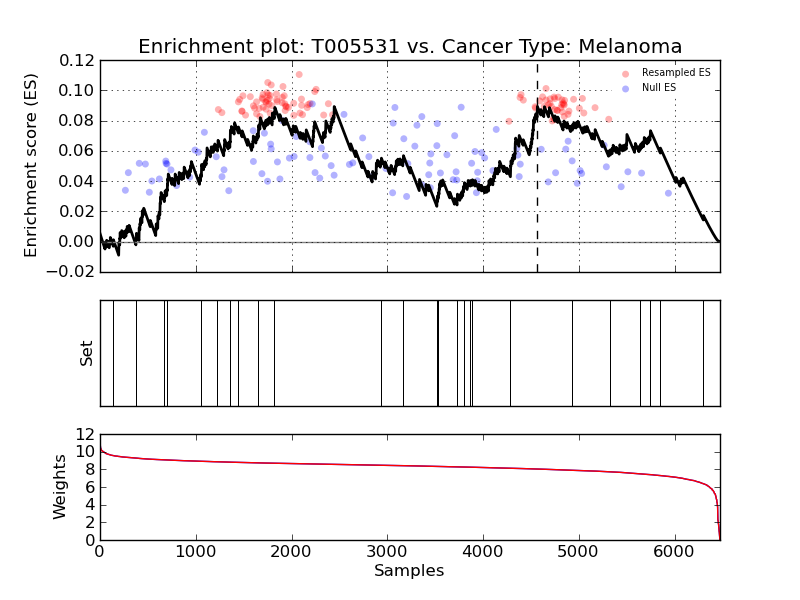 Enrichment plot: T005531 vs. Cancer Type: Melanoma
Enrichment score (ES)
0.12
0.10
0.08
0.06
0.04
0.02
0.00
−0.02
Resampled ES
Null ES
Set
Weights
12
10
8
6
4
2
0
0 1000 2000 3000 4000 5000 6000
Samples